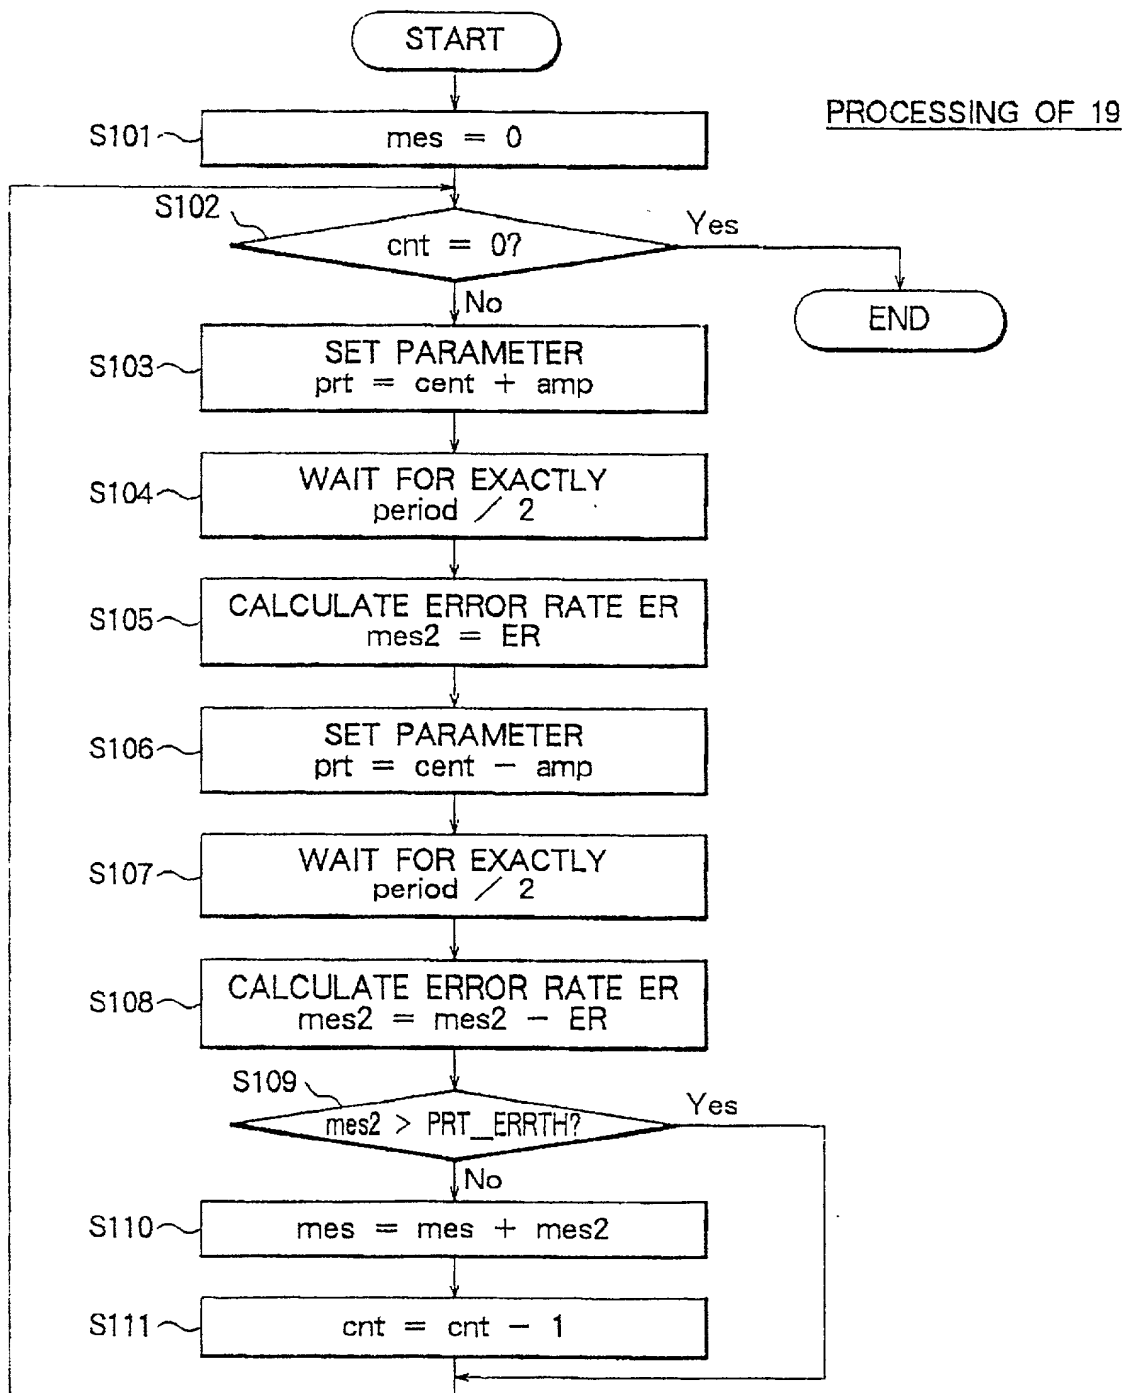 START
PROCESSING OF 19
S101
mes = 0
S102
cnt = 0?
Yes
No
END
S103
SET PARAMETER
prt = cent + amp
S104
WAIT FOR EXACTLY
period / 2
S105
CALCULATE ERROR RATE ER
mes2 = ER
S106
SET PARAMETER
prt = cent - amp
S107
WAIT FOR EXACTLY
period / 2
S108
CALCULATE ERROR RATE ER
mes2 = mes2 - ER
S109
mes2 > PRT_ERRTH?
Yes
No
S110
mes = mes + mes2
S111
cnt = cnt - 1